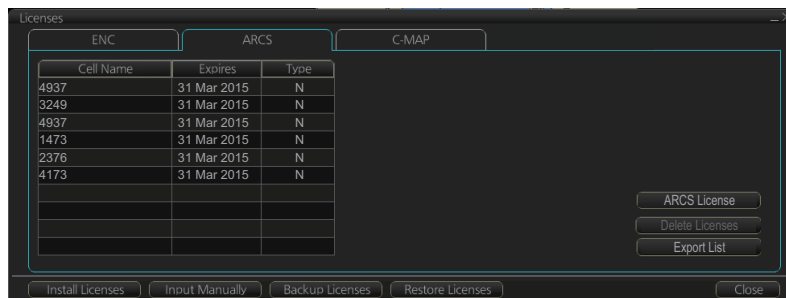 Licenses
ENC ARCS C-MAP
Cell Name Expires Type
4937 31 Mar 2015 N
3249 31 Mar 2015 N
4937 31 Mar 2015 N
1473 31 Mar 2015 N
2376 31 Mar 2015 N
4173 31 Mar 2015 N
ARCS License
Delete Licenses
Export List
Install Licenses Input Manually Backup Licenses Restore Licenses Close